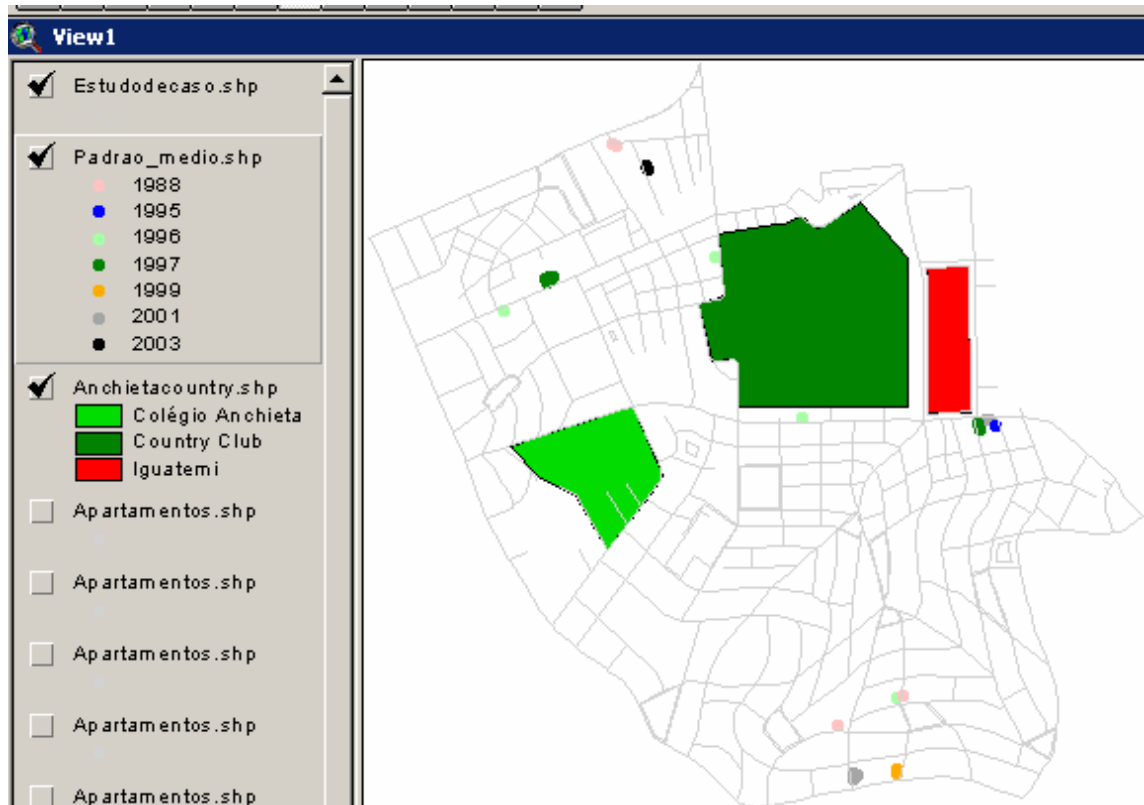 View1
Estudodecaso.shp
Padrao_medio.shp
1988
1995
1996
1997
1999
2001
2003
Anchietacountry.shp
Colégio Anchieta
Country Club
Iguatemi
Apartamentos.shp
Apartamentos.shp
Apartamentos.shp
Apartamentos.shp
Apartamentos.shp